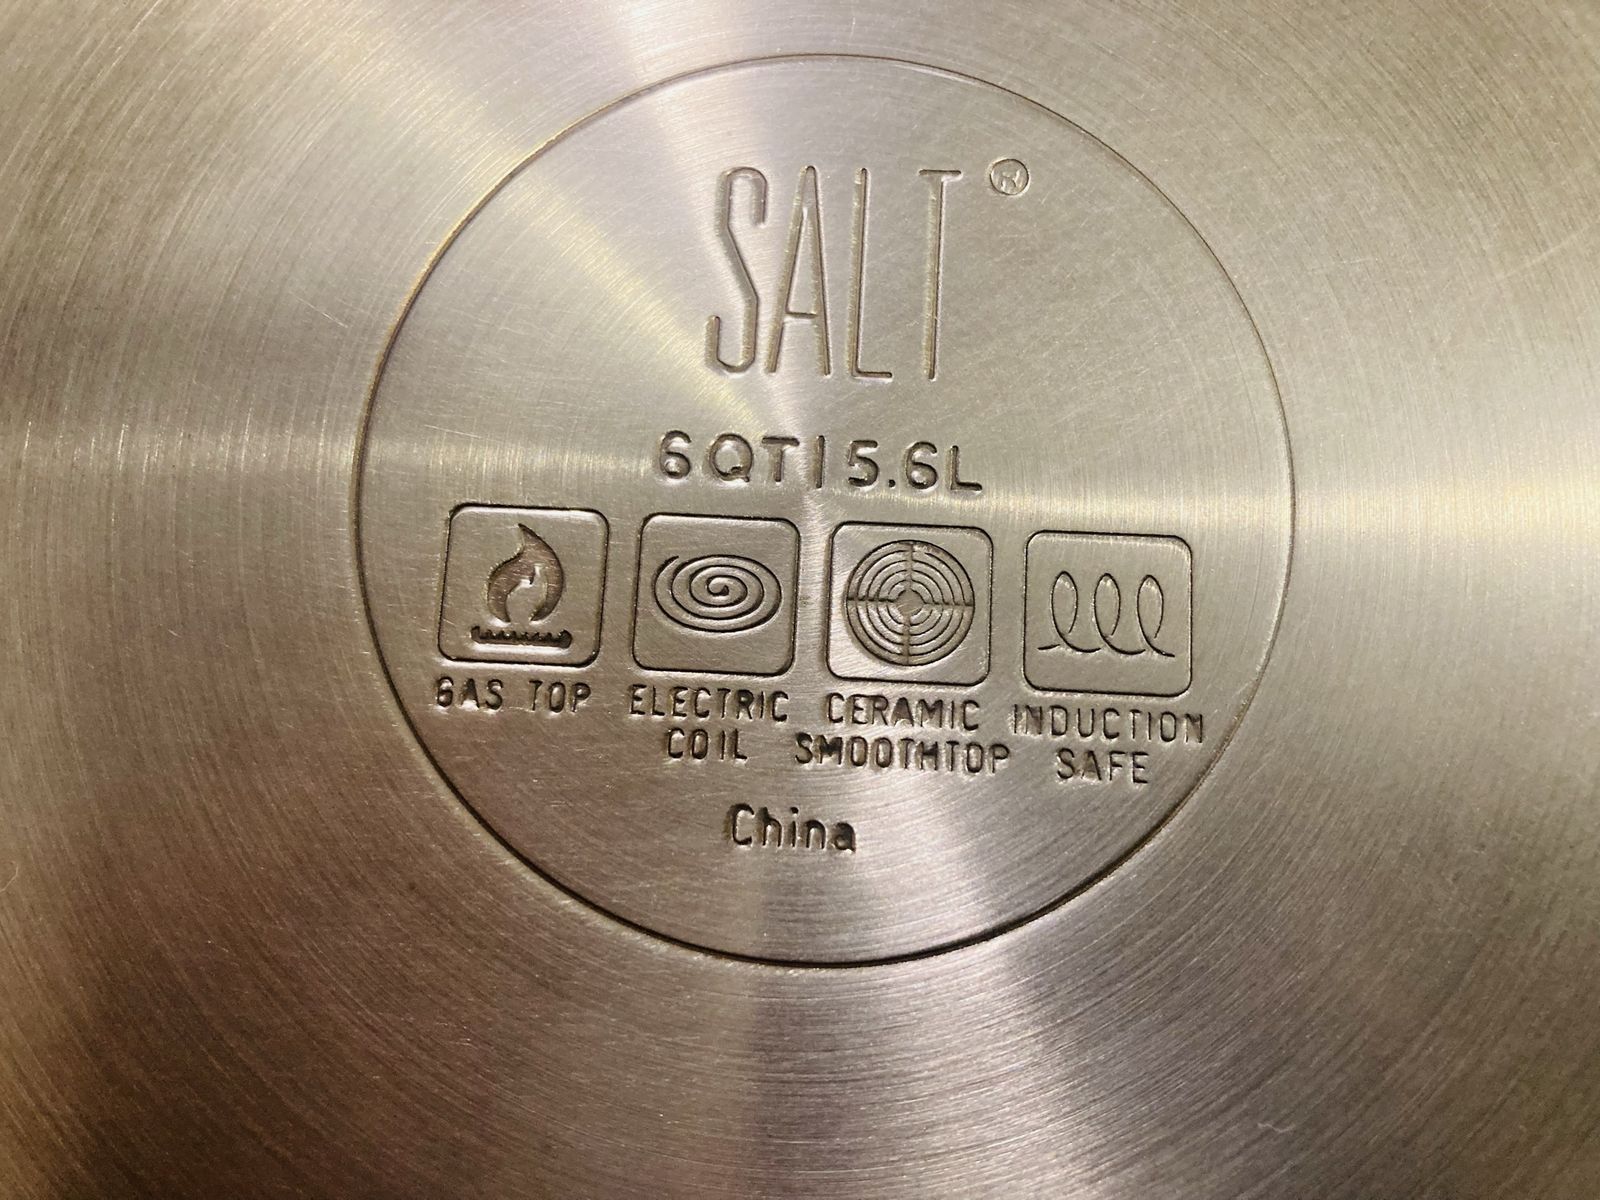 SALT®
6QT|5.6L
GAS TOP
ELECTRIC
COIL
CERAMIC
SMOOTHTOP
INDUCTION
SAFE
China